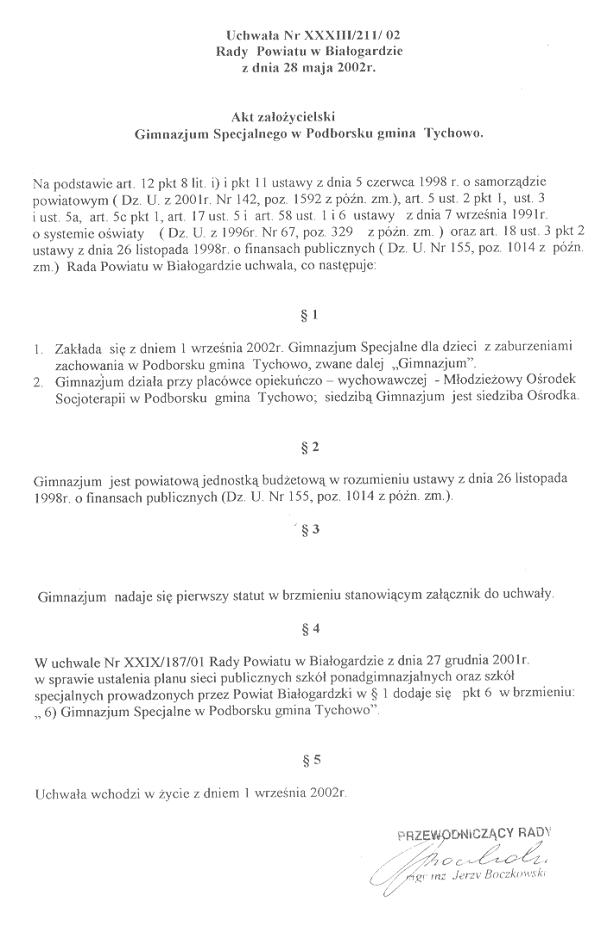 Uchwała Nr XXXIII/211/ 02
Rady Powiatu w Białogardzie
z dnia 28 maja 2002r.
Akt założycielski
Gimnazjum Specjalnego w Podborsku gmina Tychowo.
Na podstawie art. 12 pkt 8 lit. i) i pkt 11 ustawy z dnia 5 czerwca 1998 r. o samorządzie
powiatowym ( Dz. U. z 2001r. Nr 142, poz. 1592 z późn. zm.), art. 5 ust. 2 pkt 1, ust. 3
i ust. 5a, art. 5c pkt 1, art. 17 ust. 5 i art. 58 ust. 1 i 6 ustawy z dnia 7 września 1991r.
o systemie oświaty ( Dz. U. z 1996r. Nr 67, poz. 329 z późn. zm. ) oraz art. 18 ust. 3 pkt 2
ustawy z dnia 26 listopada 1998r. o finansach publicznych ( Dz. U. Nr 155, poz. 1014 z późn.
zm.) Rada Powiatu w Białogardzie uchwala, co następuje:
§ 1
1. Zakłada się z dniem 1 września 2002r. Gimnazjum Specjalne dla dzieci z zaburzeniami
zachowania w Podborsku gmina Tychowo, zwane dalej „Gimnazjum”.
2. Gimnazjum działa przy placówce opiekuńczo – wychowawczej - Młodzieżowy Ośrodek
Socjoterapii w Podborsku gmina Tychowo; siedzibą Gimnazjum jest siedziba Ośrodka.
§ 2
Gimnazjum jest powiatową jednostką budżetową w rozumieniu ustawy z dnia 26 listopada
1998r. o finansach publicznych (Dz. U. Nr 155, poz. 1014 z późn. zm.).
§ 3
Gimnazjum nadaje się pierwszy statut w brzmieniu stanowiącym załącznik do uchwały.
§ 4
W uchwale Nr XXIX/187/01 Rady Powiatu w Białogardzie z dnia 27 grudnia 2001r.
w sprawie ustalenia planu sieci publicznych szkół ponadgimnazjalnych oraz szkół
specjalnych prowadzonych przez Powiat Białogardzki w § 1 dodaje się pkt 6 w brzmieniu:
„ 6) Gimnazjum Specjalne w Podborsku gmina Tychowo”.
§ 5
Uchwała wchodzi w życie z dniem 1 września 2002r.
PRZEWODNICZĄCY RADY
mgr inż Jerzy Boczkowski